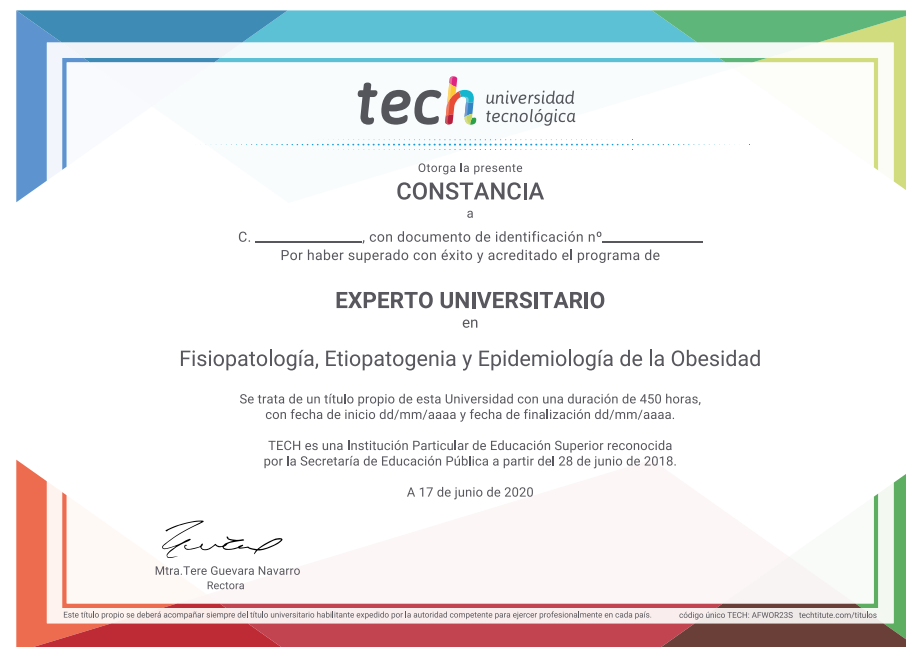 tech universidad
tecnológica
Otorga la presente
CONSTANCIA
a
C. ____________, con documento de identificación nº____________
Por haber superado con éxito y acreditado el programa de
EXPERTO UNIVERSITARIO
en
Fisiopatología, Etiopatogenia y Epidemiología de la Obesidad
Se trata de un título propio de esta Universidad con una duración de 450 horas,
con fecha de inicio dd/mm/aaaa y fecha de finalización dd/mm/aaaa.
TECH es una Institución Particular de Educación Superior reconocida
por la Secretaría de Educación Pública a partir del 28 de junio de 2018.
A 17 de junio de 2020
Mtra.Tere Guevara Navarro
Rectora
Este título propio se deberá acompañar siempre del título universitario habilitante expedido por la autoridad competente para ejercer profesionalmente en cada país. código único TECH: AFWOR23S techtitute.com/títulos